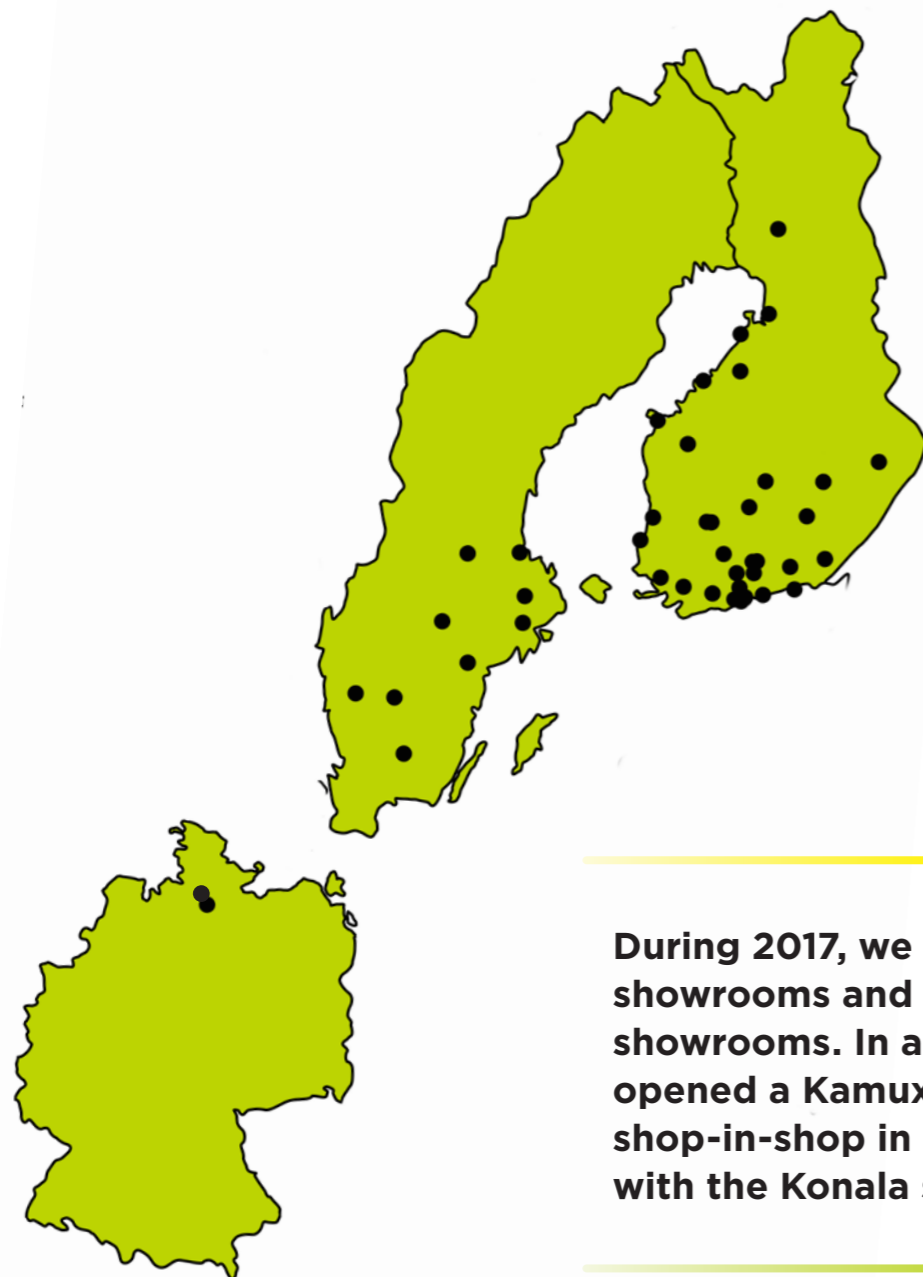 During 2017, we
showrooms and
showrooms. In a
opened a Kamux
shop-in-shop in
with the Konala